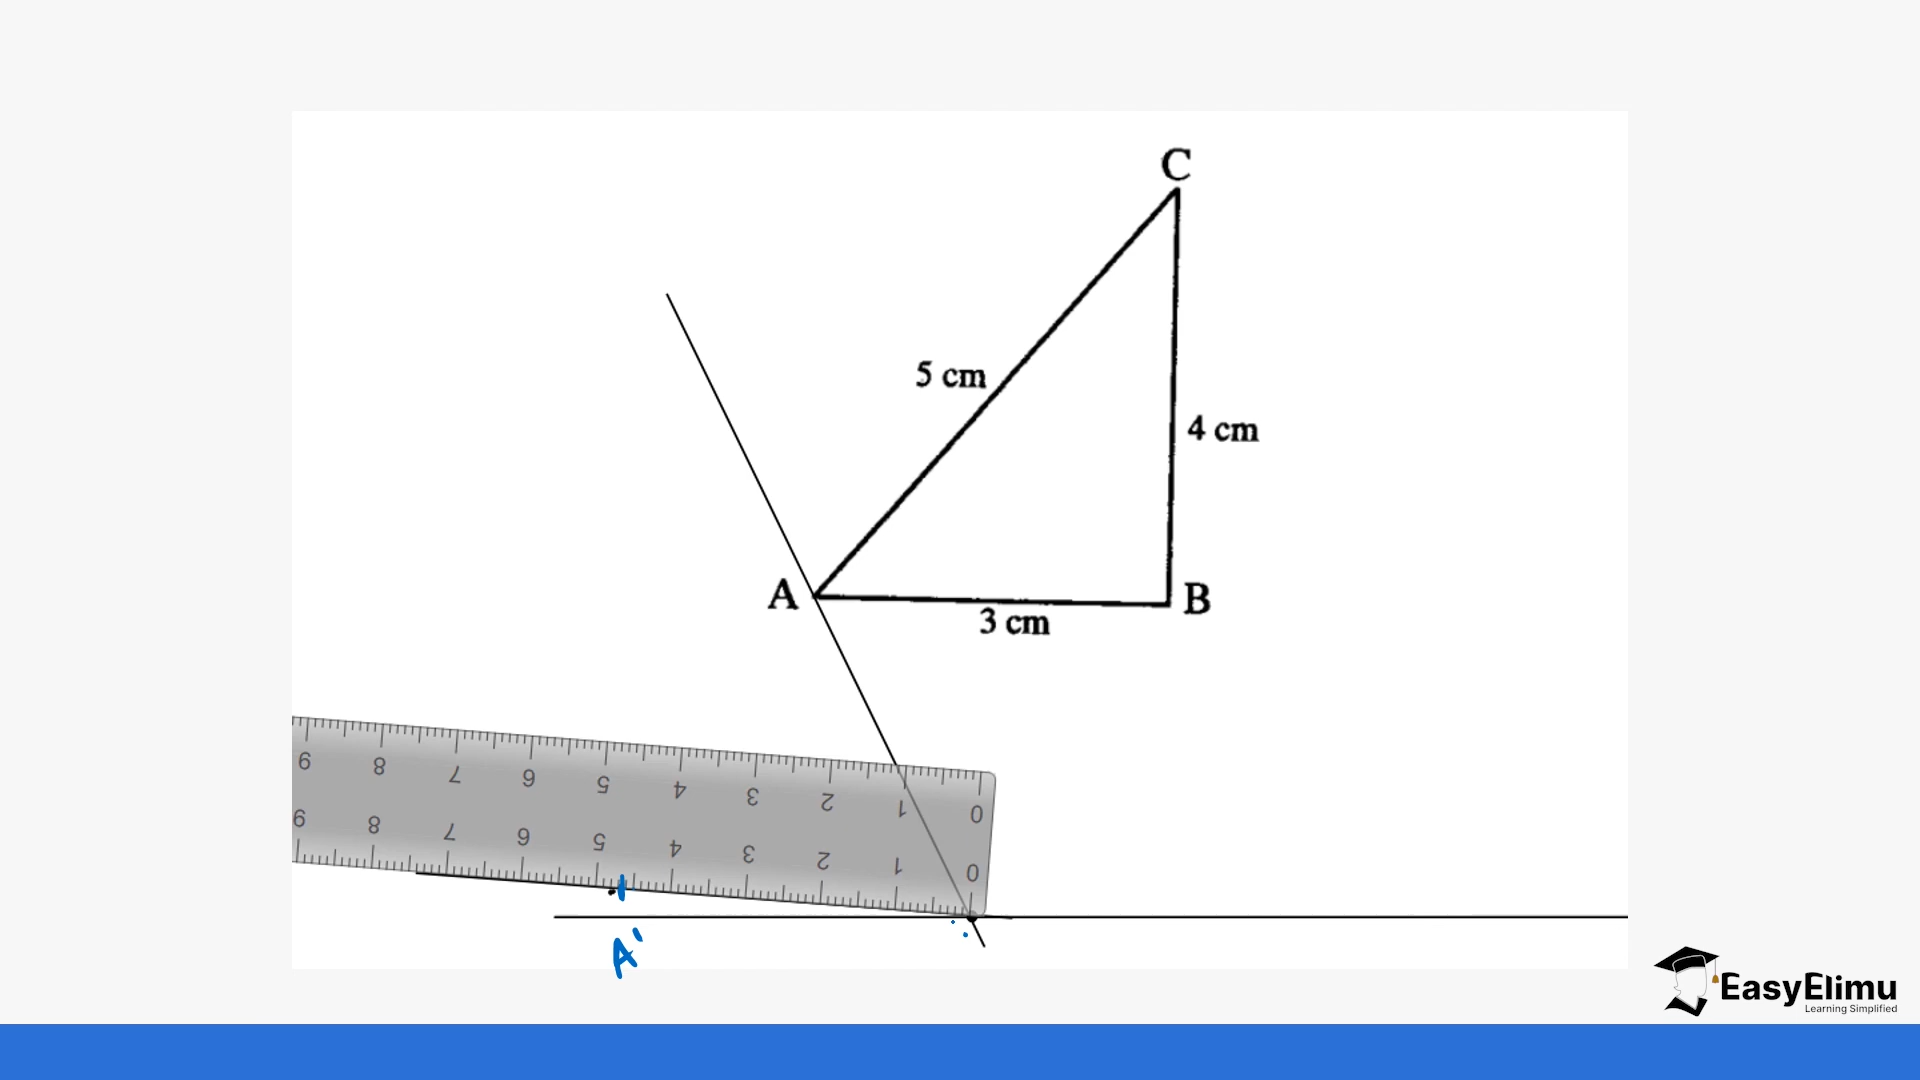 C
5 cm
4 cm
A
B
3 cm
9 8 7 6 5 4 3 2 1 0
9 8 7 6 5 4 3 2 1 0
A'
EasyElimu
Learning Simplified